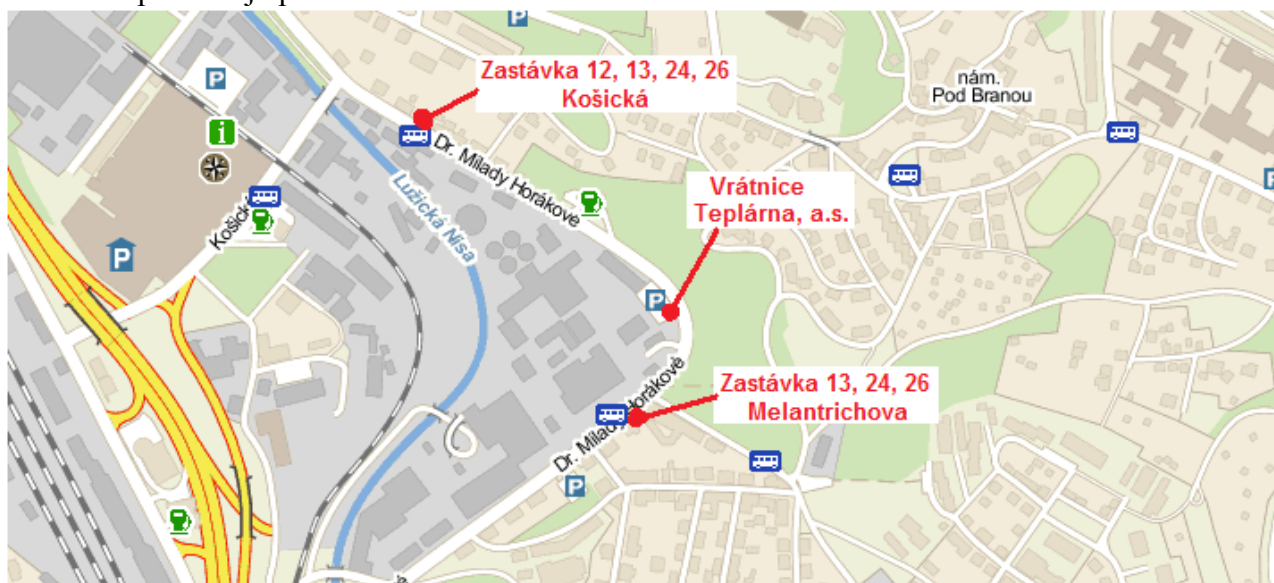 Zastávka 12, 13, 24, 26
Košická
nám.
Pod Branou
Dr. Milady Horákové
Vrátnice
Teplárna, a.s.
Lužická Nisa
Košická
Zastávka 13, 24, 26
Melantrichova
Dr. Milady Horákové
P
P
P
P
P
P
i